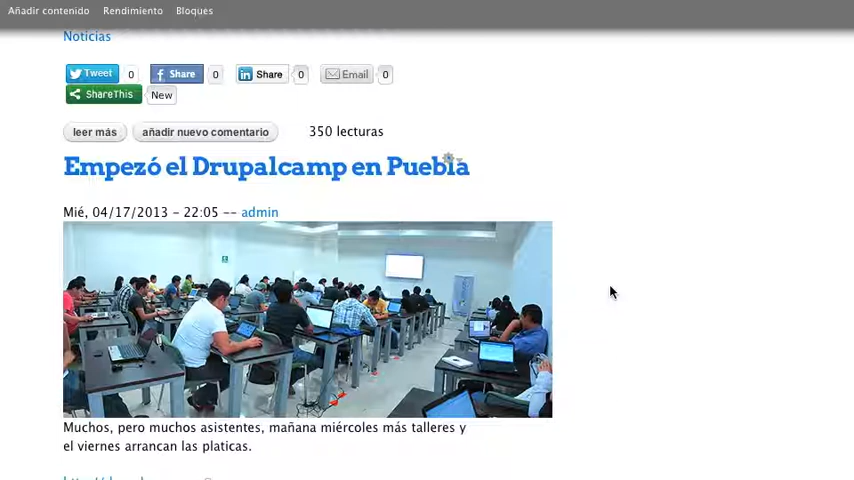 Añadir contenido Rendimiento Bloques
Noticias
Tweet 0 Share 0 Share 0 Email 0
ShareThis New
leer más añadir nuevo comentario 350 lecturas
Empezó el Drupalcamp en Puebla
Mié, 04/17/2013 - 22:05 -- admin
Muchos, pero muchos asistentes, mañana miércoles más talleres y
el viernes arrancan las platicas.